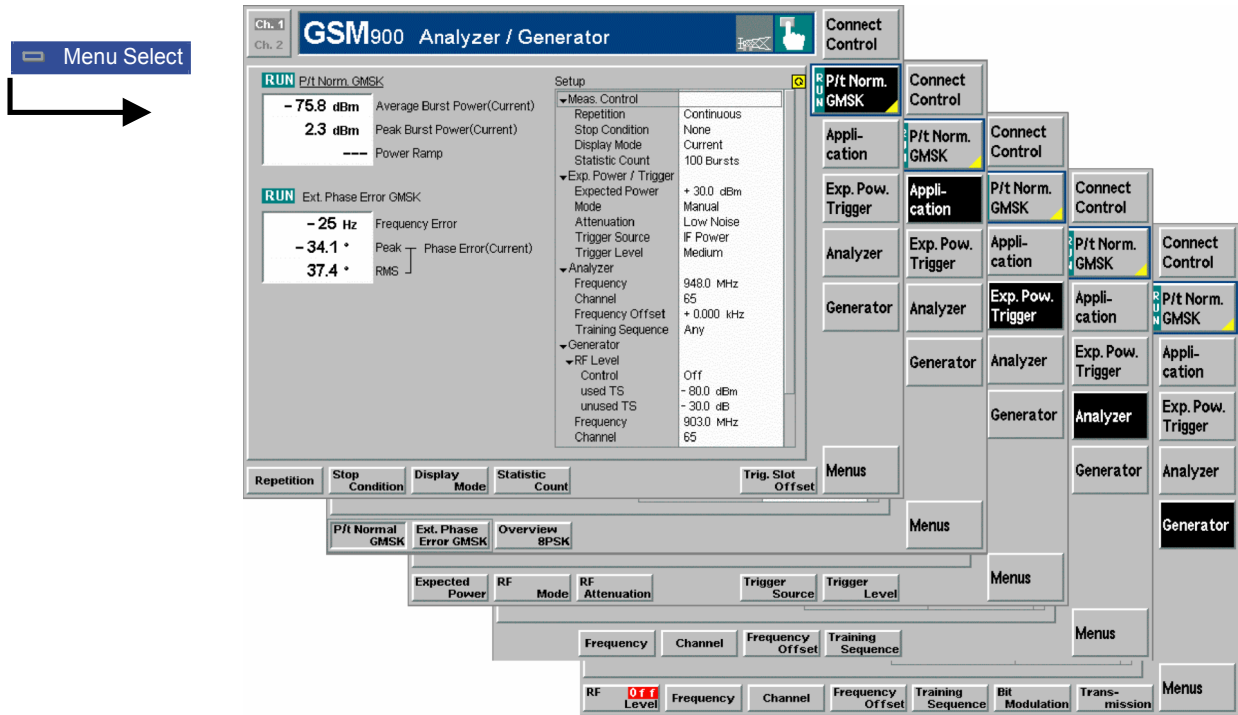 Menu Select
Ch. 1
Ch. 2
GSM900 Analyzer / Generator
Connect
Control
RUN P/t Norm. GMSK
– 75.8 dBm Average Burst Power(Current)
2.3 dBm Peak Burst Power(Current)
--- Power Ramp
RUN Ext. Phase Error GMSK
– 25 Hz Frequency Error
– 34.1 ° Peak Phase Error(Current)
37.4 ° RMS
Setup
Meas. Control
Repetition Continuous
Stop Condition None
Display Mode Current
Statistic Count 100 Bursts
Exp. Power / Trigger
Expected Power + 30.0 dBm
Mode Manual
Attenuation Low Noise
Trigger Source IF Power
Trigger Level Medium
Analyzer
Frequency 948.0 MHz
Channel 65
Frequency Offset + 0.000 kHz
Training Sequence Any
Generator
RF Level
Control Off
used TS – 80.0 dBm
unused TS – 30.0 dB
Frequency 903.0 MHz
Channel 65
RUN P/t Norm.
GMSK
Appli-
cation
Exp. Pow.
Trigger
Analyzer
Generator
Menus
Repetition
Stop
Condition
Display
Mode
Statistic
Count
Trig. Slot
Offset
Connect
Control
P/t Norm.
GMSK
Appli-
cation
Exp. Pow.
Trigger
Analyzer
Generator
Menus
P/t Normal
GMSK
Ext. Phase
Error GMSK
Overview
8PSK
Connect
Control
P/t Norm.
GMSK
Appli-
cation
Exp. Pow.
Trigger
Analyzer
Generator
Menus
Expected
Power
RF
Mode
RF
Attenuation
Trigger
Source
Trigger
Level
Connect
Control
P/t Norm.
GMSK
Appli-
cation
Exp. Pow.
Trigger
Analyzer
Generator
Menus
Frequency
Channel
Frequency
Offset
Training
Sequence
Connect
Control
RUN P/t Norm.
GMSK
Appli-
cation
Exp. Pow.
Trigger
Analyzer
Generator
Menus
RF Off
Level
Frequency
Channel
Frequency
Offset
Training
Sequence
Bit
Modulation
Trans-
mission